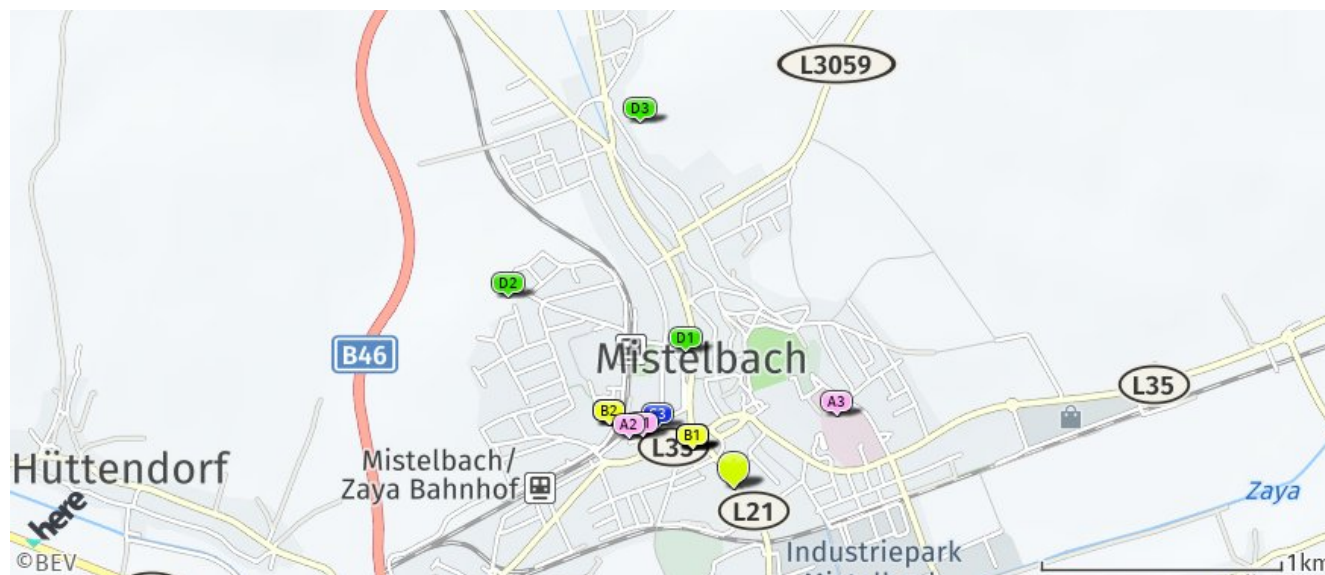 L3059
D3
D2
D1
Mistelbach
B46
L35
A3
B2
A2
B1
Mistelbach/
Zaya Bahnhof
Hüttendorf
L21
Zaya
here
©BEV
Industriepark
1km